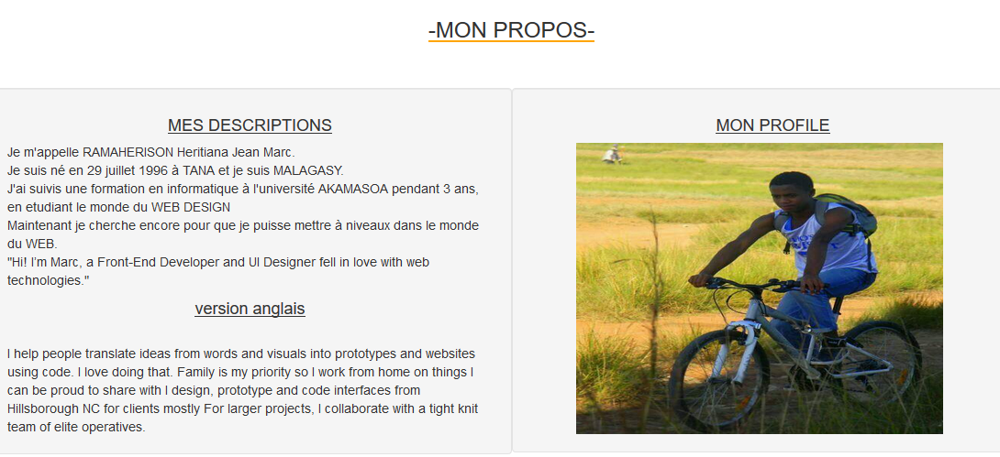 -MON PROPOS-
MES DESCRIPTIONS
Je m'appelle RAMAHERISON Heritiana Jean Marc.
Je suis né en 29 juillet 1996 à TANA et je suis MALAGASY.
J'ai suivis une formation en informatique à l'université AKAMASOA pendant 3 ans,
en etudiant le monde du WEB DESIGN
Maintenant je cherche encore pour que je puisse mettre à niveaux dans le monde
du WEB.
"Hi! I'm Marc, a Front-End Developer and UI Designer fell in love with web
technologies."
version anglais
I help people translate ideas from words and visuals into prototypes and websites
using code. I love doing that. Family is my priority so I work from home on things I
can be proud to share with I design, prototype and code interfaces from
Hillsborough NC for clients mostly For larger projects, I collaborate with a tight knit
team of elite operatives.
MON PROFILE